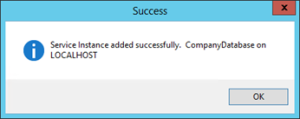 Success
Service Instance added successfully. CompanyDatabase on
LOCALHOST
OK